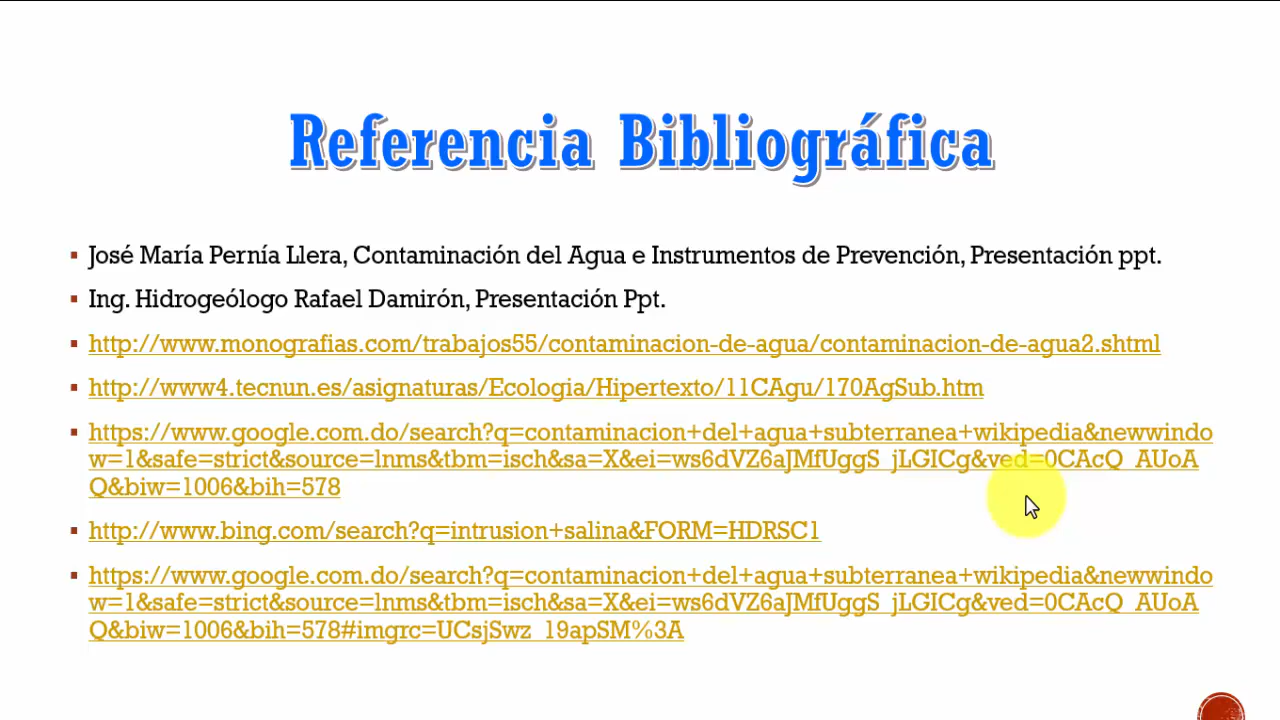 Referencia Bibliográfica
José María Pernía Llera, Contaminación del Agua e Instrumentos de Prevención, Presentación ppt.
Ing. Hidrogeólogo Rafael Damirón, Presentación Ppt.
http://www.monografias.com/trabajos55/contaminacion-de-agua/contaminacion-de-agua2.shtml
http://www4.tecnun.es/asignaturas/Ecologia/Hipertexto/11CAgu/170AgSub.htm
https://www.google.com.do/search?q=contaminacion+del+agua+subterranea+wikipedia&newwindo
w=1&safe=strict&source=lnms&tbm=isch&sa=X&ei=ws6dVZ6aJMfUggS_jLGICg&ved=0CAcQ_AUoA
Q&biw=1006&bih=578
http://www.bing.com/search?q=intrusion+salina&FORM=HDRSC1
https://www.google.com.do/search?q=contaminacion+del+agua+subterranea+wikipedia&newwindo
w=1&safe=strict&source=lnms&tbm=isch&sa=X&ei=ws6dVZ6aJMfUggS_jLGICg&ved=0CAcQ_AUoA
Q&biw=1006&bih=578#imgrc=UCsjSwz_19apSM%3A